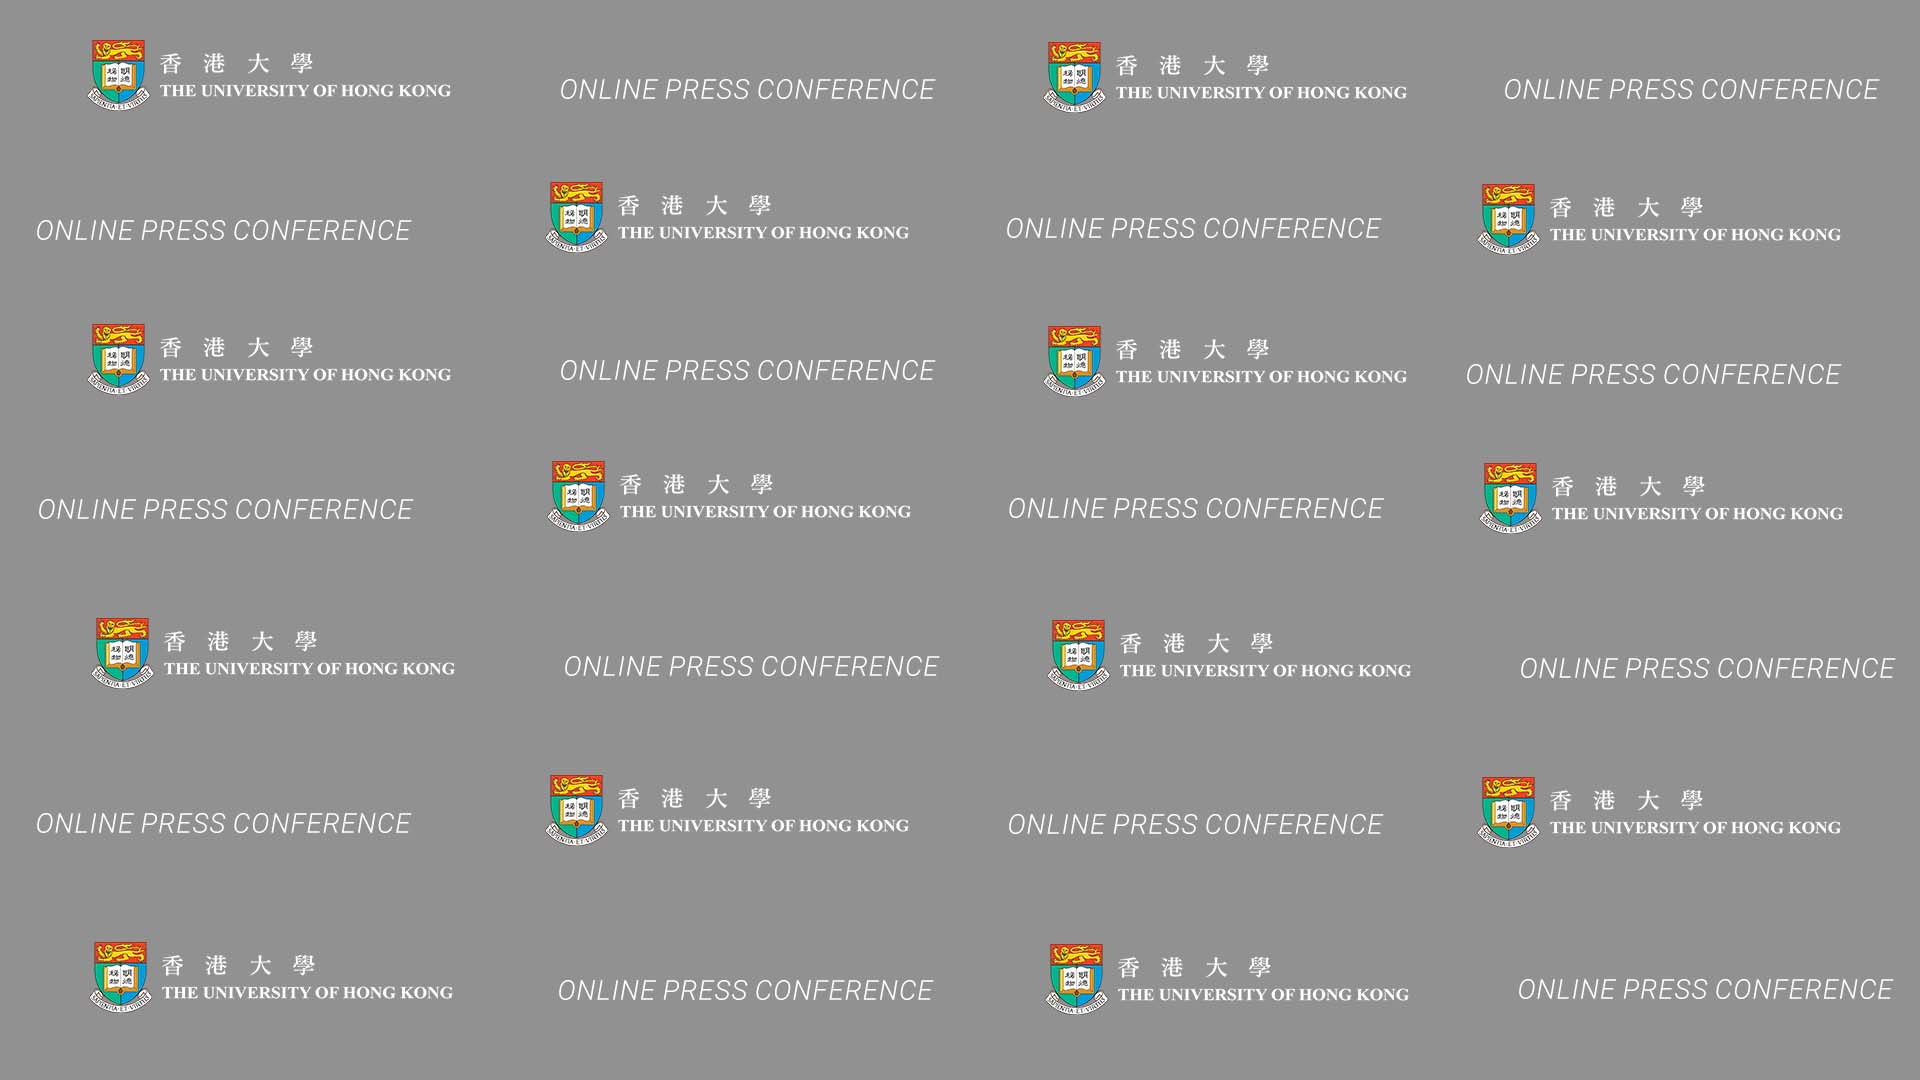 香港大學
THE UNIVERSITY OF HONG KONG
ONLINE PRESS CONFERENCE
香港大學
THE UNIVERSITY OF HONG KONG
ONLINE PRESS CONFERENCE
ONLINE PRESS CONFERENCE
香港大學
THE UNIVERSITY OF HONG KONG
ONLINE PRESS CONFERENCE
香港大學
THE UNIVERSITY OF HONG KONG
香港大學
THE UNIVERSITY OF HONG KONG
ONLINE PRESS CONFERENCE
香港大學
THE UNIVERSITY OF HONG KONG
ONLINE PRESS CONFERENCE
ONLINE PRESS CONFERENCE
香港大學
THE UNIVERSITY OF HONG KONG
ONLINE PRESS CONFERENCE
香港大學
THE UNIVERSITY OF HONG KONG
香港大學
THE UNIVERSITY OF HONG KONG
ONLINE PRESS CONFERENCE
香港大學
THE UNIVERSITY OF HONG KONG
ONLINE PRESS CONFERENCE
ONLINE PRESS CONFERENCE
香港大學
THE UNIVERSITY OF HONG KONG
ONLINE PRESS CONFERENCE
香港大學
THE UNIVERSITY OF HONG KONG
香港大學
THE UNIVERSITY OF HONG KONG
ONLINE PRESS CONFERENCE
香港大學
THE UNIVERSITY OF HONG KONG
ONLINE PRESS CONFERENCE